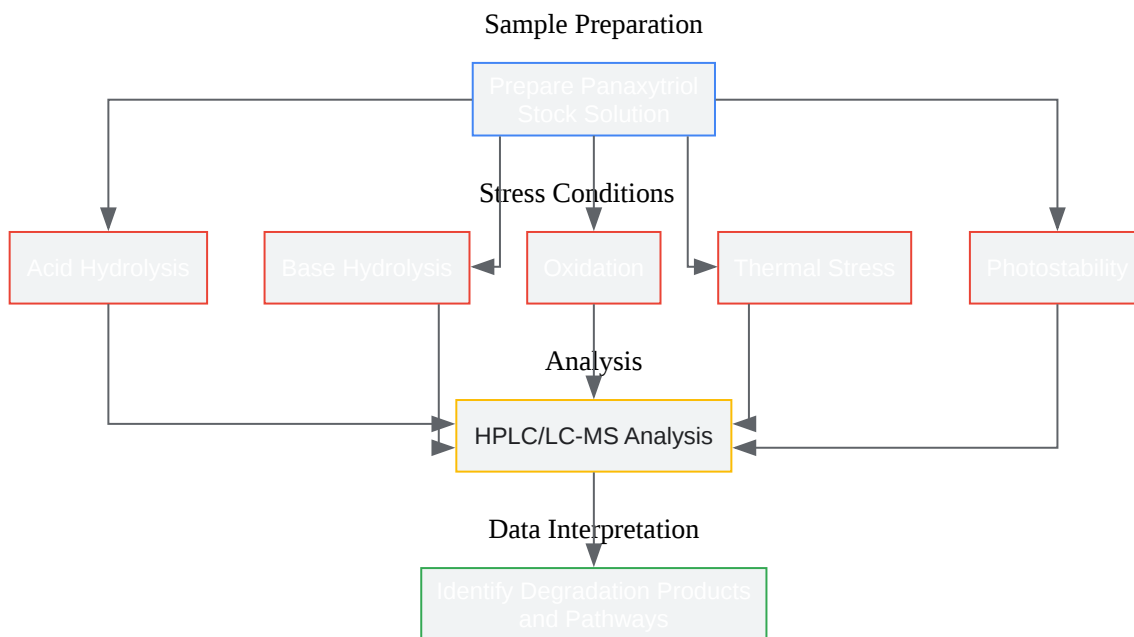 Sample Preparation
Prepare Panaxytriol
Stock Solution
Stress Conditions
Acid Hydrolysis
Base Hydrolysis
Oxidation
Thermal Stress
Photostability
Analysis
HPLC/LC-MS Analysis
Data Interpretation
Identify Degradation Products
and Pathways